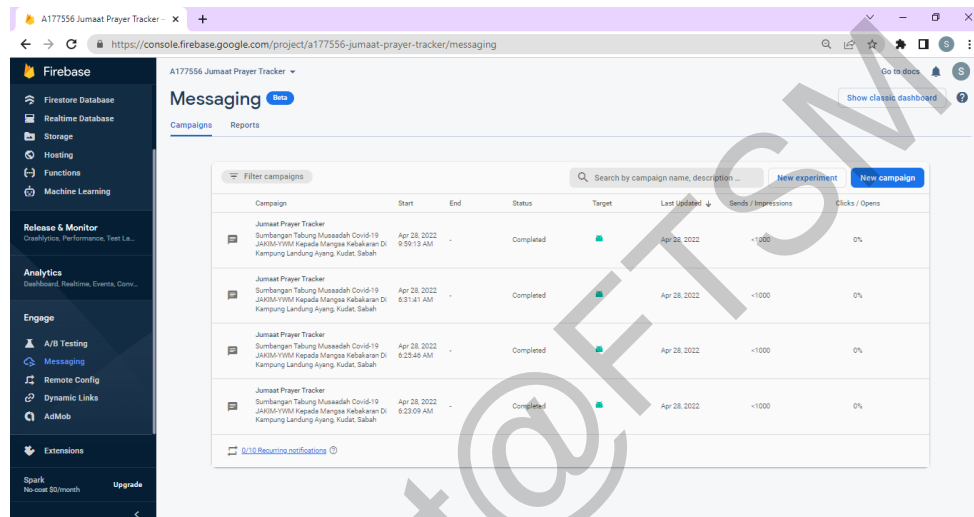 A177556 Jumaat Prayer Tracker -
https://console.firebase.google.com/project/a177556-jumaat-prayer-tracker/messaging
S
Firebase
A177556 Jumaat Prayer Tracker
Go to docs
S
Messaging Beta
Show classic dashboard
Campaigns Reports
Firestore Database
Realtime Database
Storage
Hosting
Functions
Machine Learning
Release & Monitor
Crashlytics, Performance, Test La...
Analytics
Dashboard, Realtime, Events, Conv...
Engage
A/B Testing
Messaging
Remote Config
Dynamic Links
AdMob
Extensions
Spark
No-cost $0/month
Upgrade
Filter campaigns
Search by campaign name, description ...
New experiment
New campaign
Campaign Start End Status Target Last Updated Sends / Impressions Clicks / Opens
Jumaat Prayer Tracker
Sumbangan Tabung Musaadah Covid-19 Apr 28, 2022
JAKIM-YWM Kepada Mangsa Kebakaran Di 9:59:13 AM - Completed Apr 28, 2022 <1000 0%
Kampung Landung Ayang, Kudat, Sabah
Jumaat Prayer Tracker
Sumbangan Tabung Musaadah Covid-19 Apr 28, 2022
JAKIM-YWM Kepada Mangsa Kebakaran Di 6:31:41 AM - Completed Apr 28, 2022 <1000 0%
Kampung Landung Ayang, Kudat, Sabah
Jumaat Prayer Tracker
Sumbangan Tabung Musaadah Covid-19 Apr 28, 2022
JAKIM-YWM Kepada Mangsa Kebakaran Di 6:25:46 AM - Completed Apr 28, 2022 <1000 0%
Kampung Landung Ayang, Kudat, Sabah
Jumaat Prayer Tracker
Sumbangan Tabung Musaadah Covid-19 Apr 28, 2022
JAKIM-YWM Kepada Mangsa Kebakaran Di 6:23:09 AM - Completed Apr 28, 2022 <1000 0%
Kampung Landung Ayang, Kudat, Sabah
0/10 Recurring notifications
t@FTSM